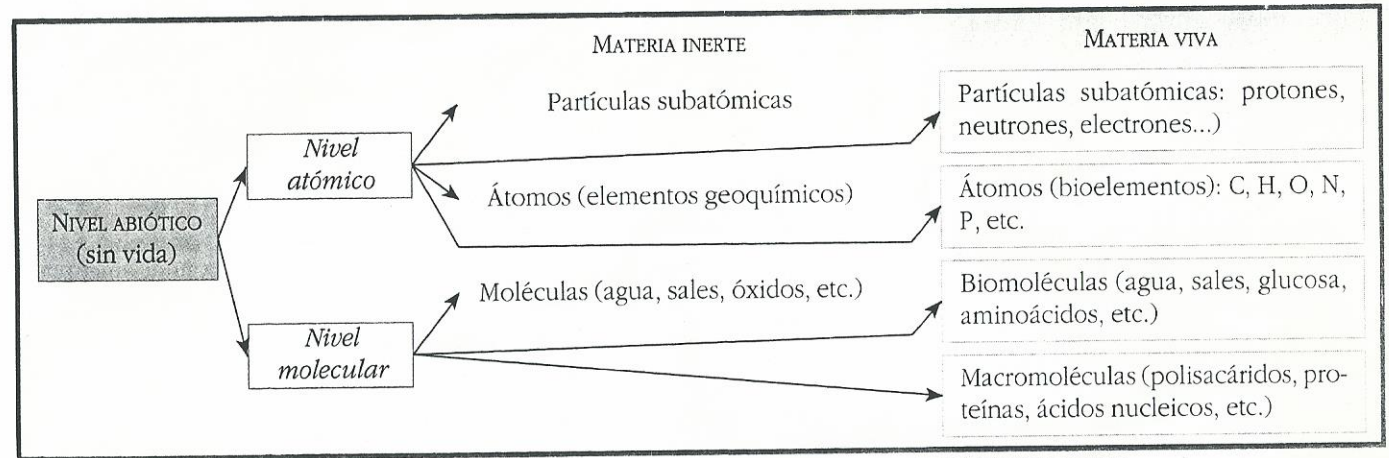 MATERIA INERTE
MATERIA VIVA
Partículas subatómicas
Partículas subatómicas: protones,
neutrones, electrones...)
Nivel
atómico
Átomos (elementos geoquímicos)
Átomos (bioelementos): C, H, O, N,
P, etc.
NIVEL ABIÓTICO
(sin vida)
Moléculas (agua, sales, óxidos, etc.)
Biomoléculas (agua, sales, glucosa,
aminoácidos, etc.)
Nivel
molecular
Macromoléculas (polisacáridos, pro-
teínas, ácidos nucleicos, etc.)